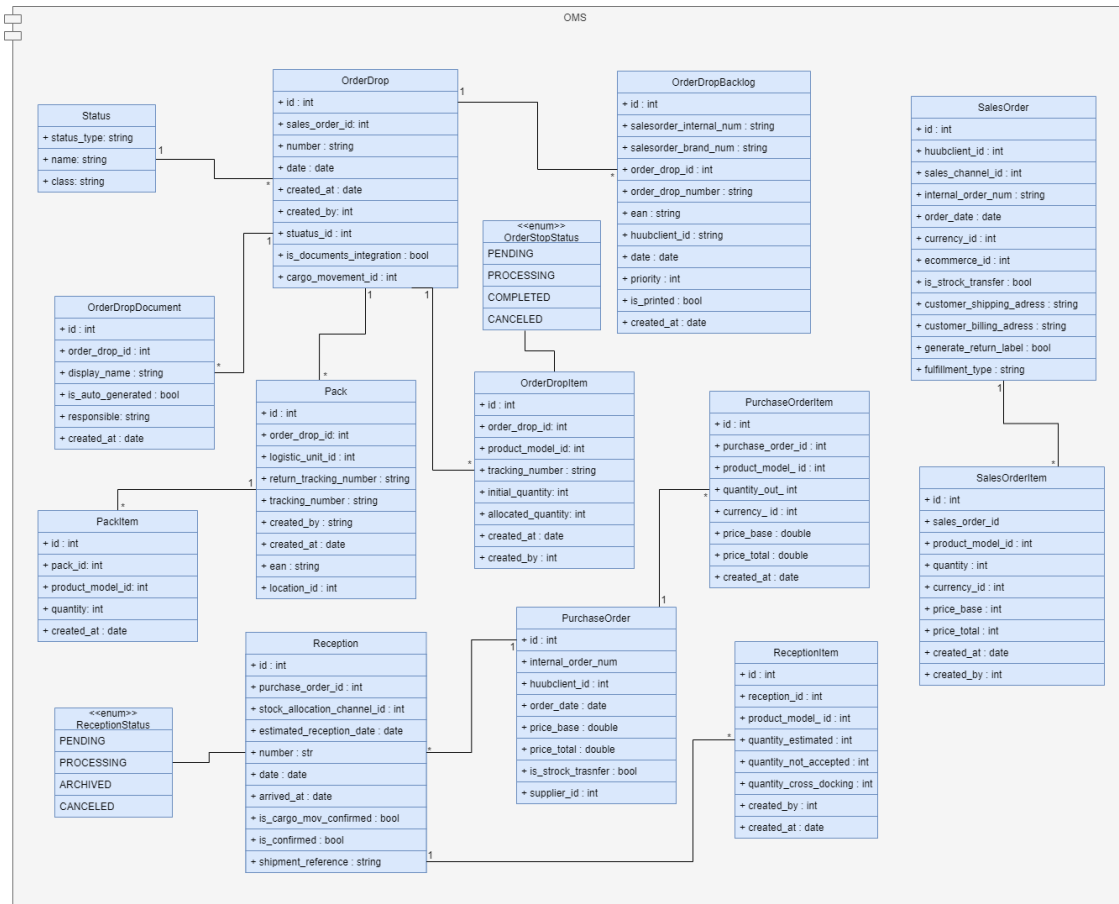 OMS
OrderDrop
+ id : int
+ sales_order_id: int
+ number : string
+ date : date
+ created_at : date
+ created_by: int
+ stuatus_id : int
+ is_documents_integration : bool
+ cargo_movement_id : int
1
1
1
1
OrderDropBacklog
+ id : int
+ salesorder_internal_num : string
+ salesorder_brand_num : string
+ order_drop_id : int
+ order_drop_number : string
+ ean : string
+ huubclient_id : string
+ date : date
+ priority : int
+ is_printed : bool
+ created_at : date
*
SalesOrder
+ id : int
+ huubclient_id : int
+ sales_channel_id : int
+ internal_order_num : string
+ order_date : date
+ currency_id : int
+ ecommerce_id : int
+ is_strock_transfer : bool
+ customer_shipping_adress : string
+ customer_billing_adress : string
+ generate_return_label : bool
+ fulfillment_type : string
1
Status
+ status_type: string
+ name: string
+ class: string
1
*
<<enum>>
OrderStopStatus
PENDING
PROCESSING
COMPLETED
CANCELED
OrderDropDocument
+ id : int
+ order_drop_id : int
+ display_name : string
+ is_auto_generated : bool
+ responsible: string
+ created_at : date
*
Pack
+ id : int
+ order_drop_id: int
+ logistic_unit_id : int
+ return_tracking_number : string
+ tracking_number : string
+ created_by : string
+ created_at : date
+ ean : string
+ location_id : int
*
1
OrderDropItem
+ id : int
+ order_drop_id: int
+ product_model_id: int
+ tracking_number : string
+ initial_quantity: int
+ allocated_quantity: int
+ created_at : date
+ created_by : int
*
PurchaseOrderItem
+ id : int
+ purchase_order_id : int
+ product_model_ id : int
+ quantity_out_ int
+ currency_ id : int
+ price_base : double
+ price_total : double
+ created_at : date
*
SalesOrderItem
+ id : int
+ sales_order_id
+ product_model_id : int
+ quantity : int
+ currency_id : int
+ price_base : int
+ price_total : int
+ created_at : date
+ created_by : int
*
PackItem
+ id : int
+ pack_id: int
+ product_model_id: int
+ quantity: int
+ created_at : date
*
PurchaseOrder
+ id : int
+ internal_order_num
+ huubclient_id : int
+ order_date : date
+ price_base : double
+ price_total : double
+ is_strock_trasnfer : bool
+ supplier_id : int
1
1
Reception
+ id : int
+ purchase_order_id : int
+ stock_allocation_channel_id : int
+ estimated_reception_date : date
+ number : str
+ date : date
+ arrived_at : date
+ is_cargo_mov_confirmed : bool
+ is_confirmed : bool
+ shipment_reference : string
*
1
ReceptionItem
+ id : int
+ reception_id : int
+ product_model_ id : int
+ quantity_estimated : int
+ quantity_not_accepted : int
+ quantity_cross_docking : int
+ created_by : int
+ created_at : date
*
<<enum>>
ReceptionStatus
PENDING
PROCESSING
ARCHIVED
CANCELED